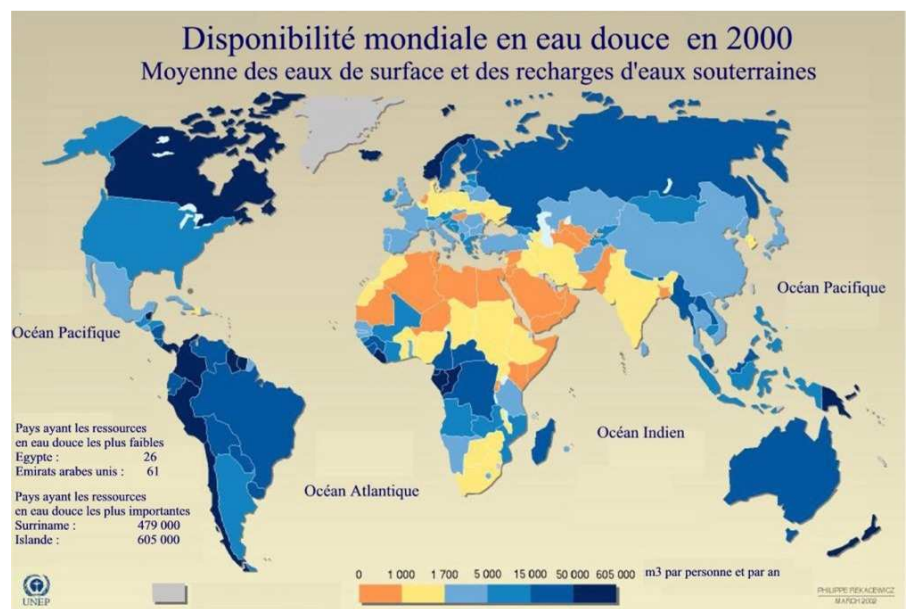 Disponibilité mondiale en eau douce en 2000
Moyenne des eaux de surface et des recharges d'eaux souterraines
Océan Pacifique
Océan Pacifique
Océan Indien
Océan Atlantique
Pays ayant les ressources
en eau douce les plus faibles
Egypte : 26
Emirats arabes unis : 61
Pays ayant les ressources
en eau douce les plus importantes
Surriname : 479 000
Islande : 605 000
0 1 000 1 700 5 000 15 000 50 000 605 000 m3 par personne et par an
UNEP
PHILIPPE REKACEWICZ
MARCH 2002